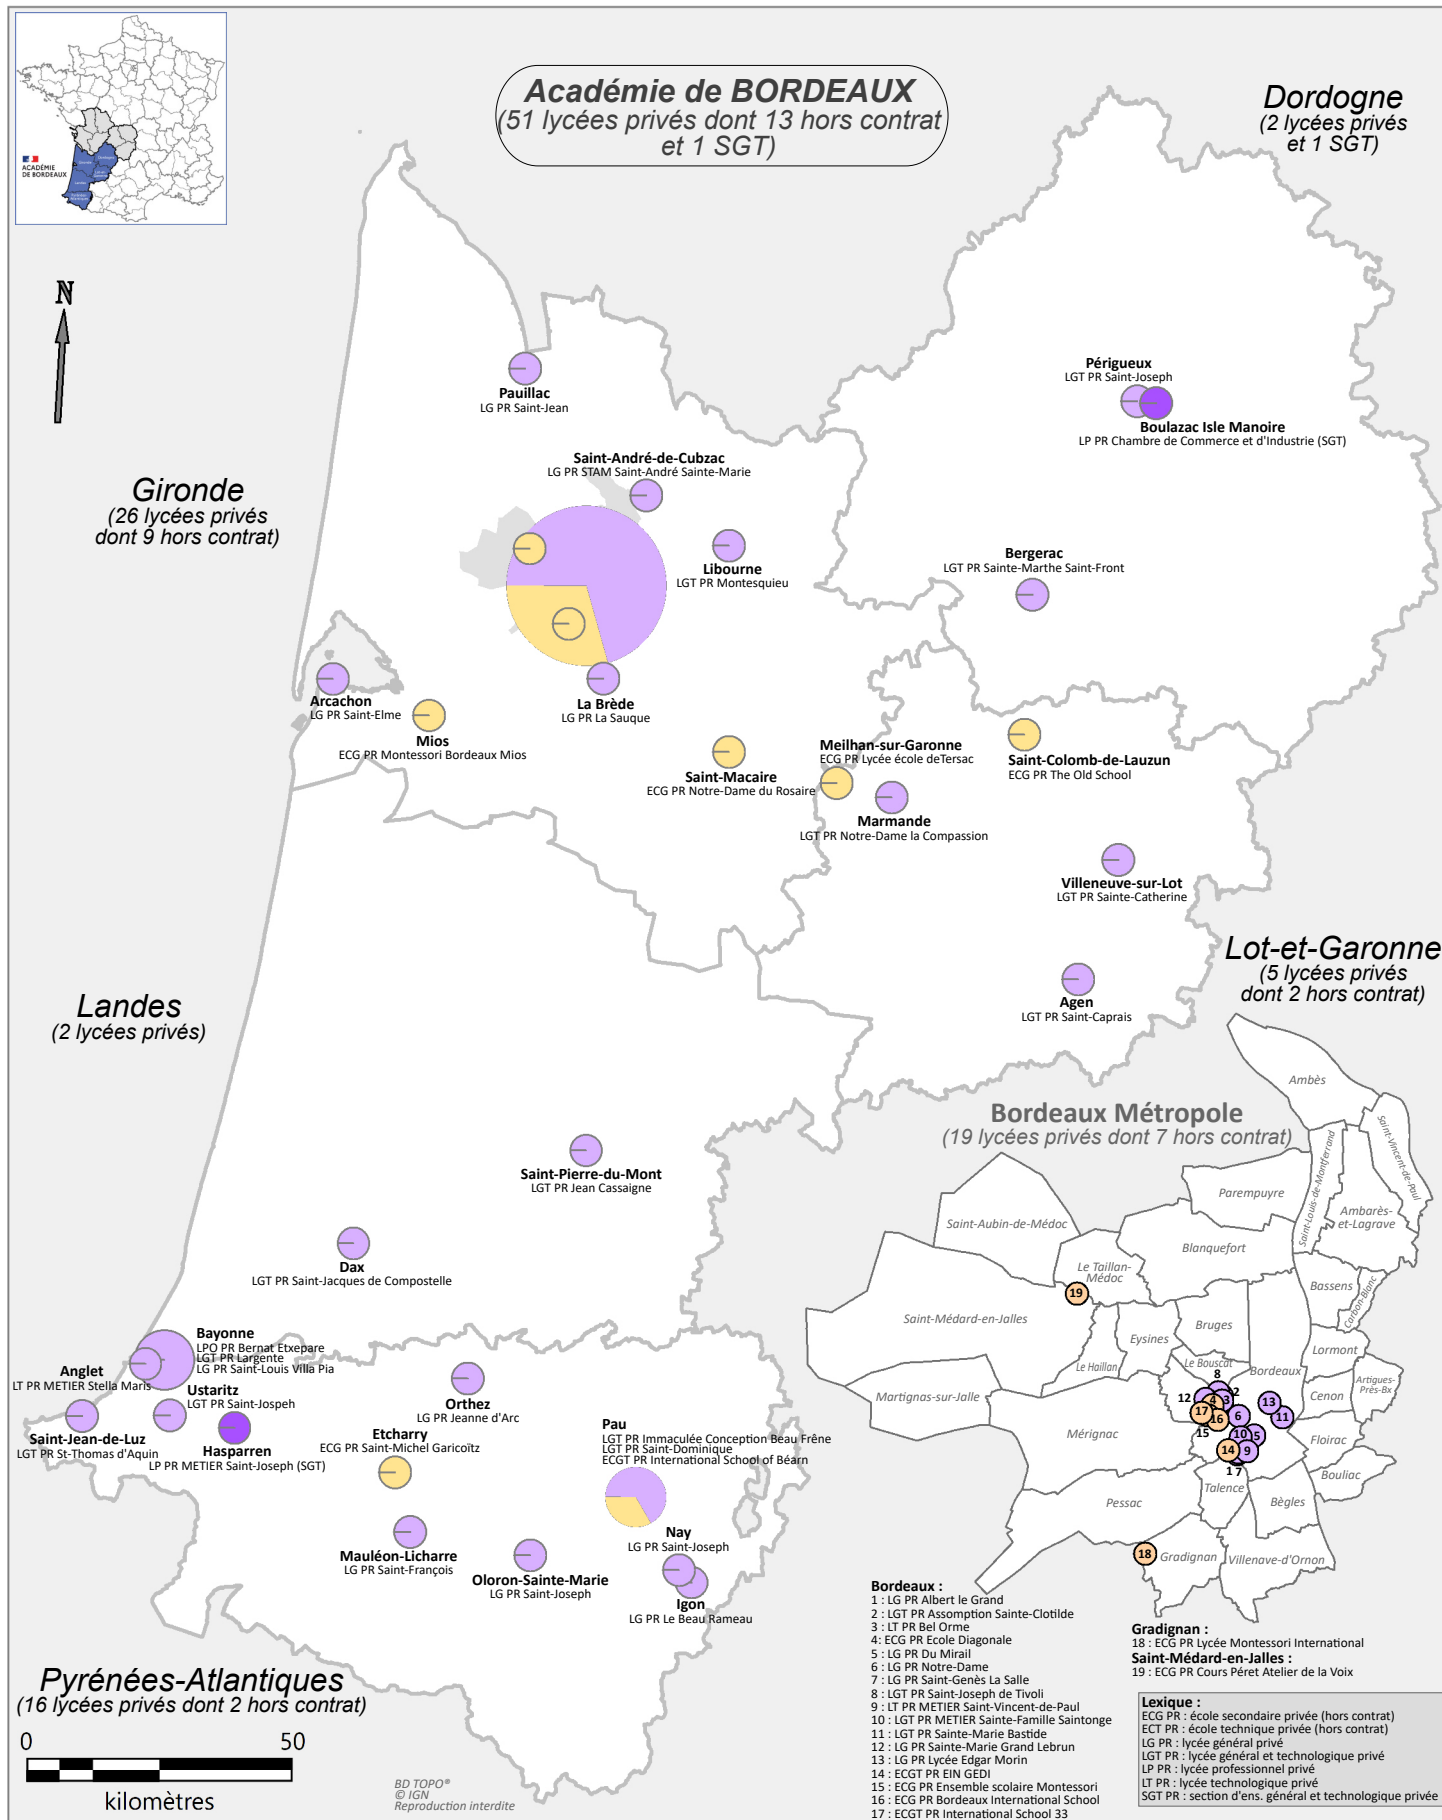 Académie de BORDEAUX
(51 lycées privés dont 13 hors contrat
et 1 SGT)
Dordogne
(2 lycées privés
et 1 SGT)
ACADÉMIE
DE BORDEAUX
N
Périgueux
LGT PR Saint-Joseph
Boulazac Isle Manoire
LP PR Chambre de Commerce et d'Industrie (SGT)
Pauillac
LG PR Saint-Jean
Saint-André-de-Cubzac
LG PR STAM Saint-André Sainte-Marie
Gironde
(26 lycées privés
dont 9 hors contrat)
Libourne
LGT PR Montesquieu
Bergerac
LGT PR Sainte-Marthe Saint-Front
Arcachon
LG PR Saint-Elme
La Brède
LG PR La Sauque
Mios
ECG PR Montessori Bordeaux Mios
Saint-Macaire
ECG PR Notre-Dame du Rosaire
Meilhan-sur-Garonne
ECG PR Lycée école deTersac
Saint-Colomb-de-Lauzun
ECG PR The Old School
Marmande
LGT PR Notre-Dame la Compassion
Villeneuve-sur-Lot
LGT PR Sainte-Catherine
Lot-et-Garonne
(5 lycées privés
dont 2 hors contrat)
Agen
LGT PR Saint-Caprais
Landes
(2 lycées privés)
Saint-Pierre-du-Mont
LGT PR Jean Cassaigne
Dax
LGT PR Saint-Jacques de Compostelle
Bayonne
LPO PR Bernat Etxepare
LGT PR Largente
LG PR Saint-Louis Villa Pia
Anglet
LT PR METIER Stella Maris
Ustaritz
LGT PR Saint-Jospeh
Saint-Jean-de-Luz
LGT PR St-Thomas d'Aquin
Hasparren
LP PR METIER Saint-Joseph (SGT)
Orthez
LG PR Jeanne d'Arc
Etcharry
ECG PR Saint-Michel Garicoïtz
Pau
LGT PR Immaculée Conception Beau Frêne
LGT PR Saint-Dominique
ECGT PR International School of Béarn
Mauléon-Licharre
LG PR Saint-François
Oloron-Sainte-Marie
LG PR Saint-Joseph
Nay
LG PR Saint-Joseph
Igon
LG PR Le Beau Rameau
Pyrénées-Atlantiques
(16 lycées privés dont 2 hors contrat)
0 50
kilomètres
BD TOPO®
© IGN
Reproduction interdite
Bordeaux Métropole
(19 lycées privés dont 7 hors contrat)
Ambès
Saint-Vincent-de-Paul
Saint-Louis-de-Montferrand
Parempuyre
Ambarès-
et-Lagrave
Saint-Aubin-de-Médoc
Blanquefort
Le Taillan-
Médoc
Bassens
Carbon-Blanc
19
Saint-Médard-en-Jalles
Bruges
Eysines
Lormont
Le Haillan
Le Bouscat
Bordeaux
Artigues-
Près-Bx
Martignas-sur-Jalle
Cenon
8
12
4
3
2
13
17
16
6
11
15
10
5
14
9
1
7
Mérignac
Floirac
Bouliac
Talence
Pessac
Bègles
18
Gradignan
Villenave-d'Ornon
Bordeaux :
1 : LG PR Albert le Grand
2 : LGT PR Assomption Sainte-Clotilde
3 : LT PR Bel Orme
4: ECG PR Ecole Diagonale
5 : LG PR Du Mirail
6 : LG PR Notre-Dame
7 : LG PR Saint-Genès La Salle
8 : LGT PR Saint-Joseph de Tivoli
9 : LT PR METIER Saint-Vincent-de-Paul
10 : LGT PR METIER Sainte-Famille Saintonge
11 : LGT PR Sainte-Marie Bastide
12 : LG PR Sainte-Marie Grand Lebrun
13 : LG PR Lycée Edgar Morin
14 : ECGT PR EIN GEDI
15 : ECG PR Ensemble scolaire Montessori
16 : ECG PR Bordeaux International School
17 : ECGT PR International School 33
Gradignan :
18 : ECG PR Lycée Montessori International
Saint-Médard-en-Jalles :
19 : ECG PR Cours Péret Atelier de la Voix
Lexique :
ECG PR : école secondaire privée (hors contrat)
ECT PR : école technique privée (hors contrat)
LG PR : lycée général privé
LGT PR : lycée général et technologique privé
LP PR : lycée professionnel privé
LT PR : lycée technologique privé
SGT PR : section d'ens. général et technologique privée